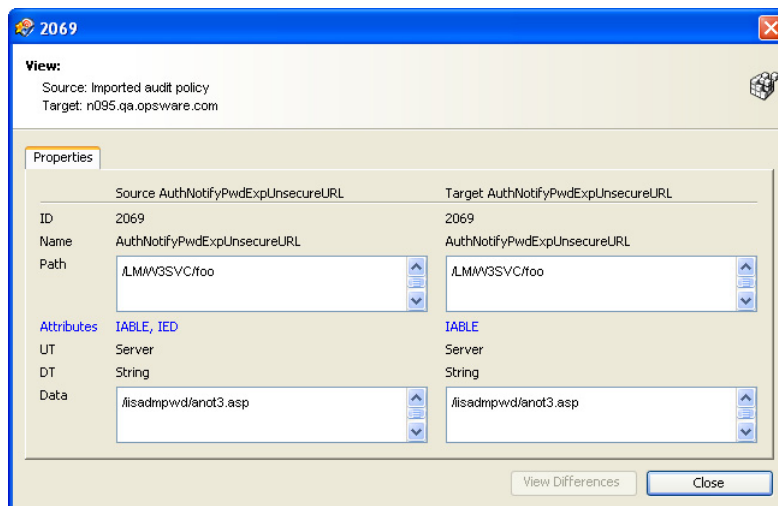 2069
View:
Source: Imported audit policy
Target: n095.qa.opsware.com
Properties
Source AuthNotifyPwdExpUnsecureURL Target AuthNotifyPwdExpUnsecureURL
ID 2069 2069
Name AuthNotifyPwdExpUnsecureURL AuthNotifyPwdExpUnsecureURL
Path /LM/W3SVC/foo /LM/W3SVC/foo
Attributes IABLE, IED IABLE
UT Server Server
DT String String
Data /iisadmpwd/anot3.asp /iisadmpwd/anot3.asp
View Differences Close